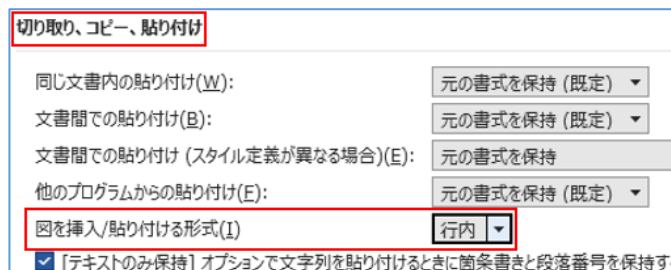 切り取り、コピー、貼り付け
同じ文書内の貼り付け(W): 元の書式を保持 (既定)
文書間での貼り付け(B): 元の書式を保持 (既定)
文書間での貼り付け (スタイル定義が異なる場合)(E): 元の書式を保持
他のプログラムからの貼り付け(F): 元の書式を保持 (既定)
図を挿入/貼り付ける形式(I) 行内
[テキストのみ保持] オプションで文字列を貼り付けるときに箇条書きと段落番号を保持す